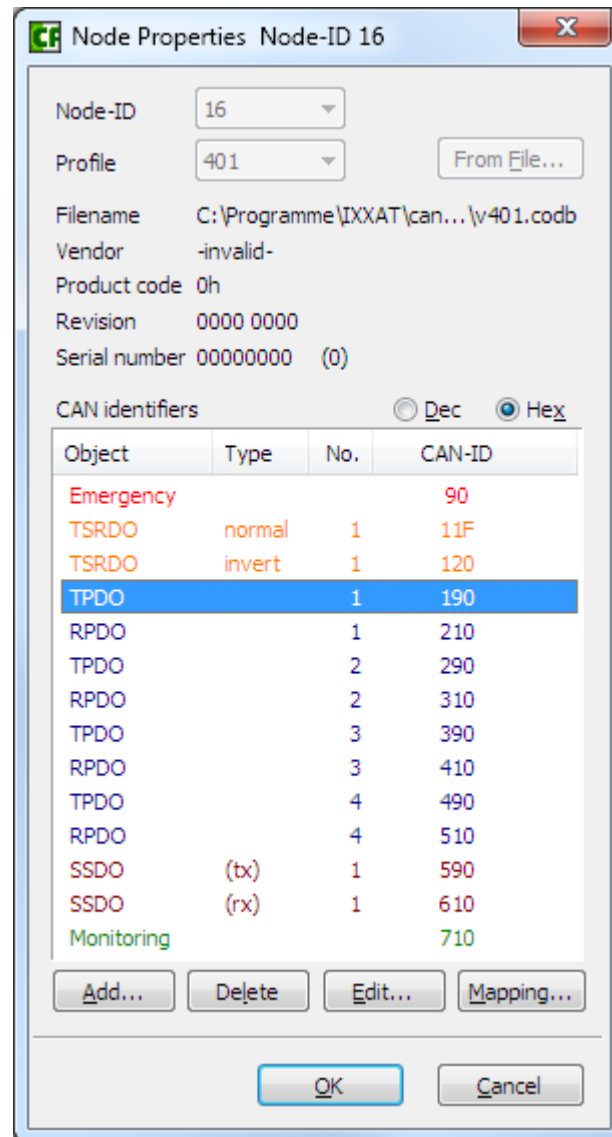 CF Node Properties Node-ID 16
Node-ID 16
Profile 401 From File...
Filename C:\Programme\IXXAT\can...\v401.codb
Vendor -invalid-
Product code 0h
Revision 0000 0000
Serial number 00000000 (0)
CAN identifiers Dec Hex
Object Type No. CAN-ID
Emergency 90
TSRDO normal 1 11F
TSRDO invert 1 120
TPDO 1 190
RPDO 1 210
TPDO 2 290
RPDO 2 310
TPDO 3 390
RPDO 3 410
TPDO 4 490
RPDO 4 510
SSDO (tx) 1 590
SSDO (rx) 1 610
Monitoring 710
Add... Delete Edit... Mapping...
OK Cancel